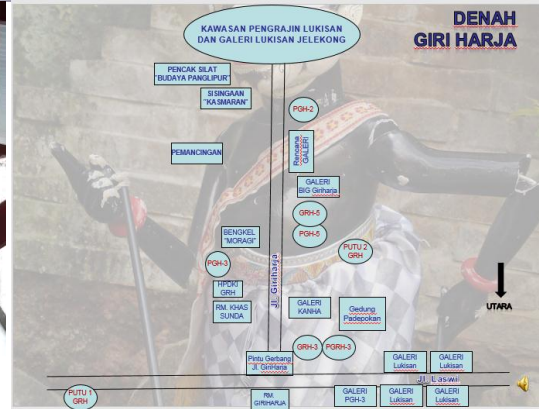 DENAH
GIRI HARJA
KAWASAN PENGRAJIN LUKISAN
DAN GALERI LUKISAN JELEKONG
PENCAK SILAT
"BUDAYA PANGLIPUR"
SISINGAAN
"KASMARAN"
PGH-2
PEMANCINGAN
Rencana
GALERI
GALERI
BIG Giriharja
GRH-5
PGH-5
BENGKEL
"MORAGI"
PUTU 2
GRH
PGH-3
Jl. Giriharja
HPDKI
GRH
RM. KHAS
SUNDA
GALERI
KANHA
Gedung
Padepokan
UTARA
GRH-3
PGRH-3
Pintu Gerbang
Jl. GiriHarja
GALERI
Lukisan
GALERI
Lukisan
Jl. Laswi
PUTU 1
GRH
RM.
GIRIHARJA
GALERI
PGH-3
GALERI
Lukisan
GALERI
Lukisan